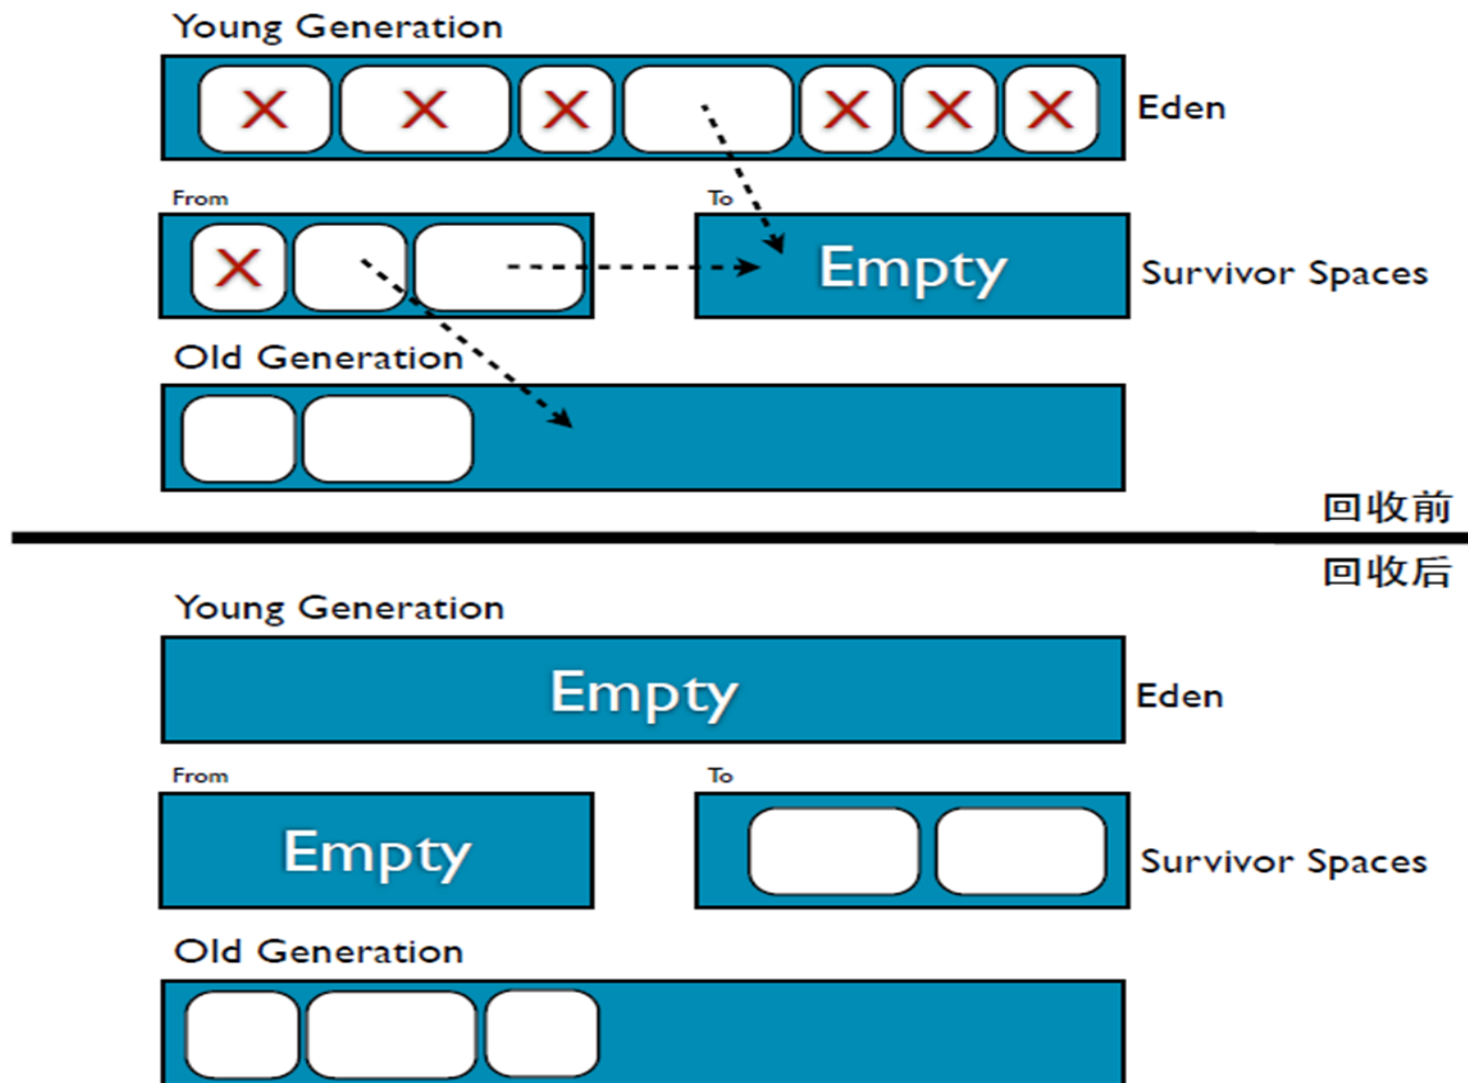 Young Generation
Eden
From
To
Empty
Survivor Spaces
Old Generation
回收前
回收后
Young Generation
Empty
Eden
From
To
Empty
Survivor Spaces
Old Generation